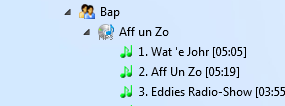 Bap
Aff un Zo
1. Wat 'e Johr [05:05]
2. Aff Un Zo [05:19]
3. Eddies Radio-Show [03:55